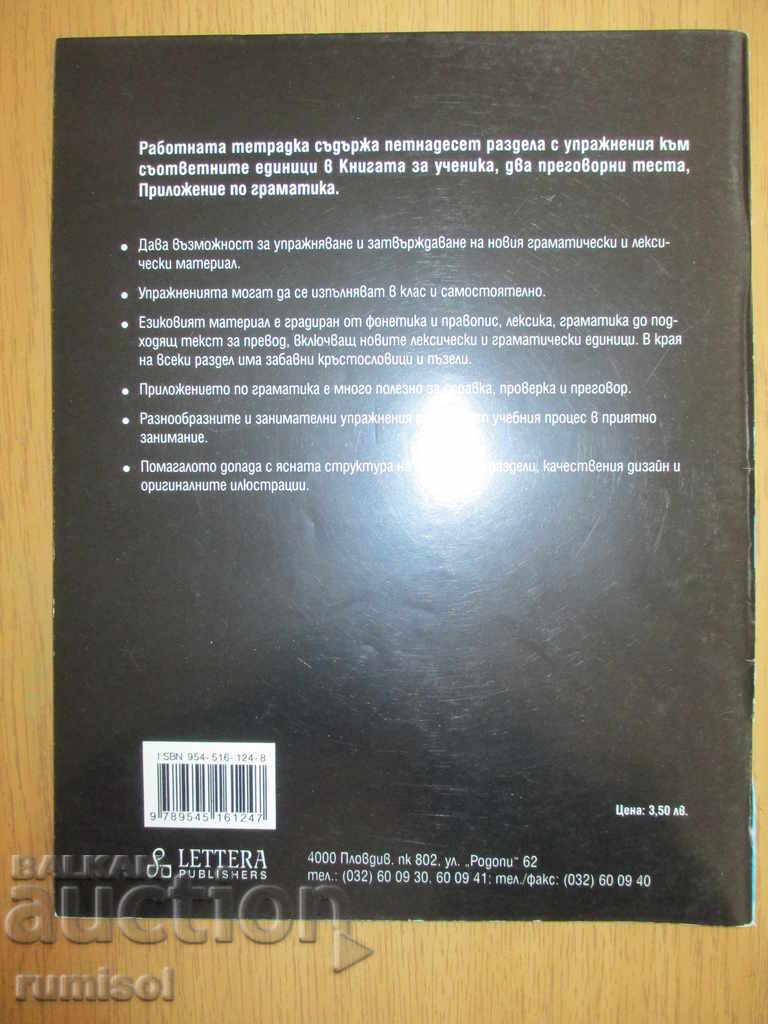 Работната тетрадка съдържа петнадесет раздела с упражнения към
съответните единици в Книгата за ученика, два преговорни теста,
Приложение по граматика.
• Дава възможност за упражняване и затвърждаване на новия граматически и лекси-
чески материал.
• Упражненията могат да се изпълняват в клас и самостоятелно.
• Езиковият материал е градиран от фонетика и правопис, лексика, граматика до под-
ходящ текст за превод, включващ новите лексически и граматически единици. В края
на всеки раздел има забавни кръстословици и пъзели.
• Приложението по граматика е много полезно за справка, проверка и преговор.
• Разнообразните и занимателни упражнения учебния процес в приятно
занимание.
• Помагалото допада с ясната структура на раздели, качествения дизайн и
оригиналните илюстрации.
ISBN 954-516-124-8
9 789545 161247
Цена: 3,50 лв.
LETTERA
PUBLISHERS
4000 Пловдив, пк 802, ул. „Родопи“ 62
тел.: (032) 60 09 30, 60 09 41; тел./факс: (032) 60 09 40
BALKAN
auction
rumisol